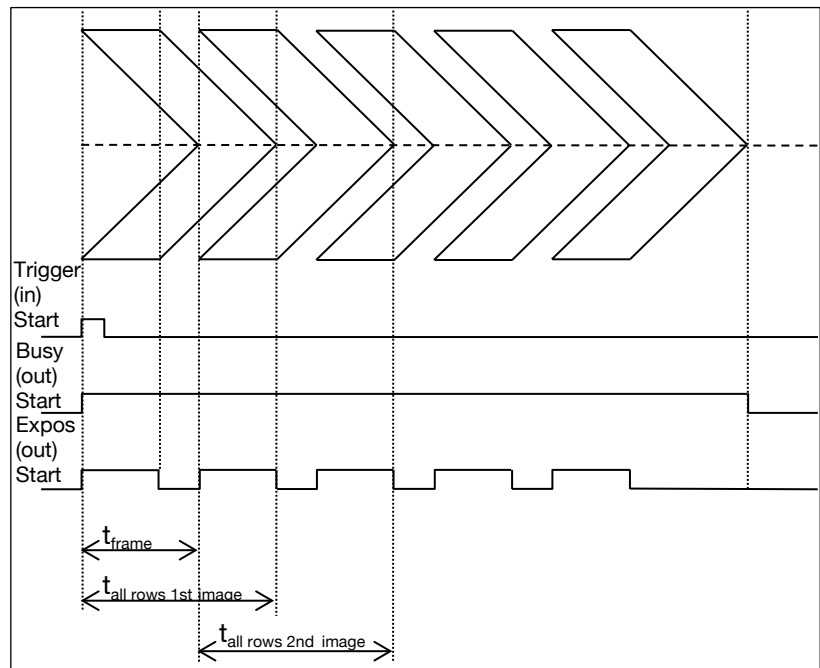 Trigger
(in)
Start
Busy
(out)
Start
Expos
(out)
Start
tframe
tall rows 1st image
tall rows 2nd image